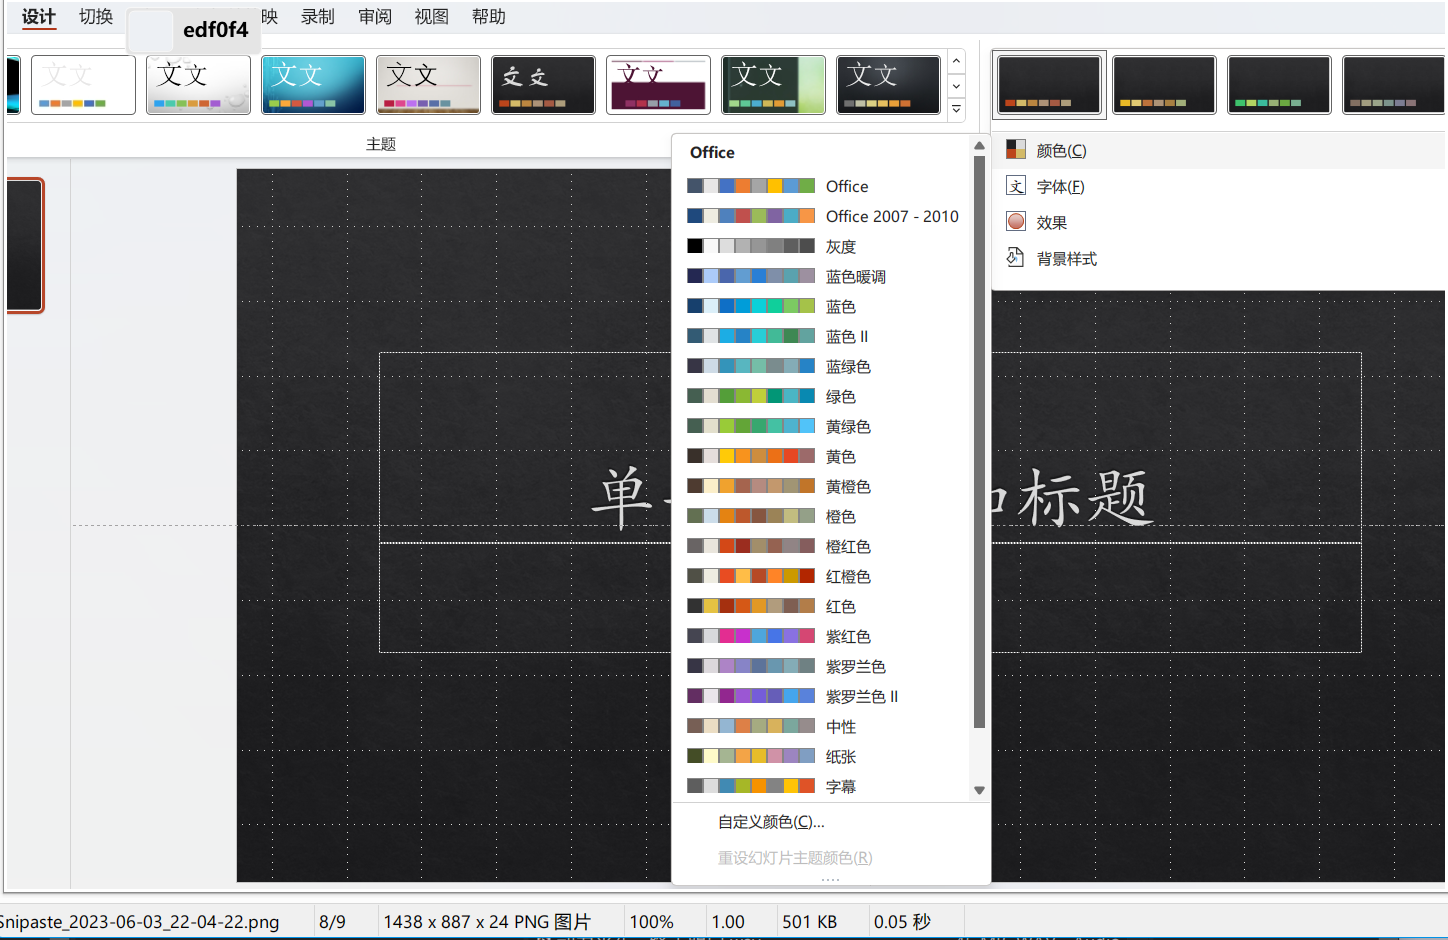 设计 切换 edf0f4 映 录制 审阅 视图 帮助
文文 文文 文文 文文 文文 文文 文文 文文
主题
颜色(C)
字体(F)
效果
背景样式
Office
Office
Office 2007 - 2010
灰度
蓝色暖调
蓝色
蓝色 II
蓝绿色
绿色
黄绿色
黄色
黄橙色
橙色
橙红色
红橙色
红色
紫红色
紫罗兰色
紫罗兰色 II
中性
纸张
字幕
自定义颜色(C)...
重设幻灯片主题颜色(R)
单 加标题
Snipaste_2023-06-03_22-04-22.png 8/9 1438 x 887 x 24 PNG 图片 100% 1.00 501 KB 0.05 秒